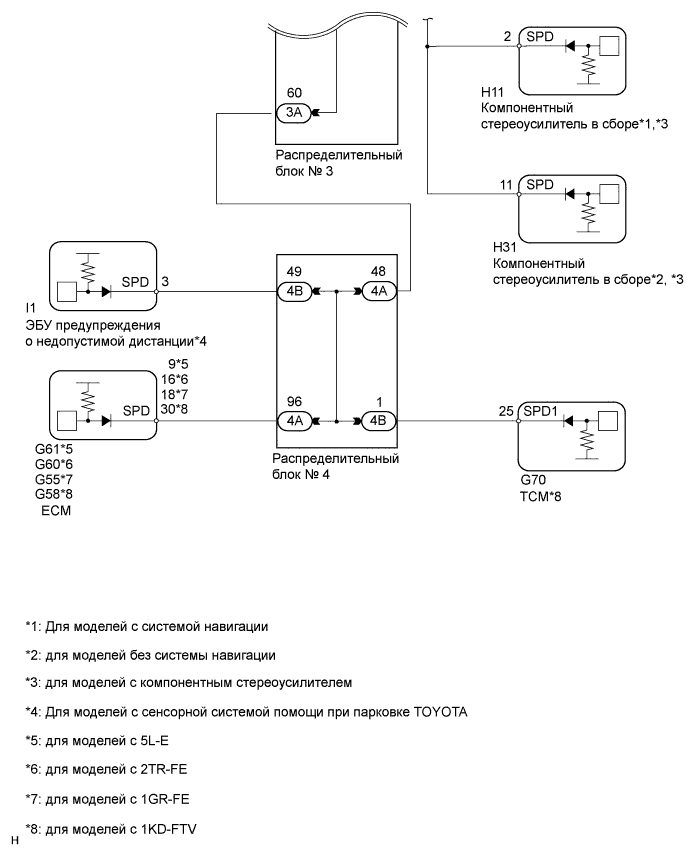 2
SPD
H11
Компонентный
стереоусилитель в сборе*1,*3
60
3A
Распределительный
блок № 3
11
SPD
H31
Компонентный
стереоусилитель в сборе*2, *3
SPD
3
I1
ЭБУ предупреждения
о недопустимой дистанции*4
49
4B
48
4A
9*5
16*6
18*7
30*8
SPD
G61*5
G60*6
G55*7
G58*8
ECM
96
4A
1
4B
Распределительный
блок № 4
25
SPD1
G70
TCM*8
*1: Для моделей с системой навигации
*2: для моделей без системы навигации
*3: для моделей с компонентным стереоусилителем
*4: Для моделей с сенсорной системой помощи при парковке TOYOTA
*5: для моделей с 5L-E
*6: для моделей с 2TR-FE
*7: для моделей с 1GR-FE
*8: для моделей с 1KD-FTV
H